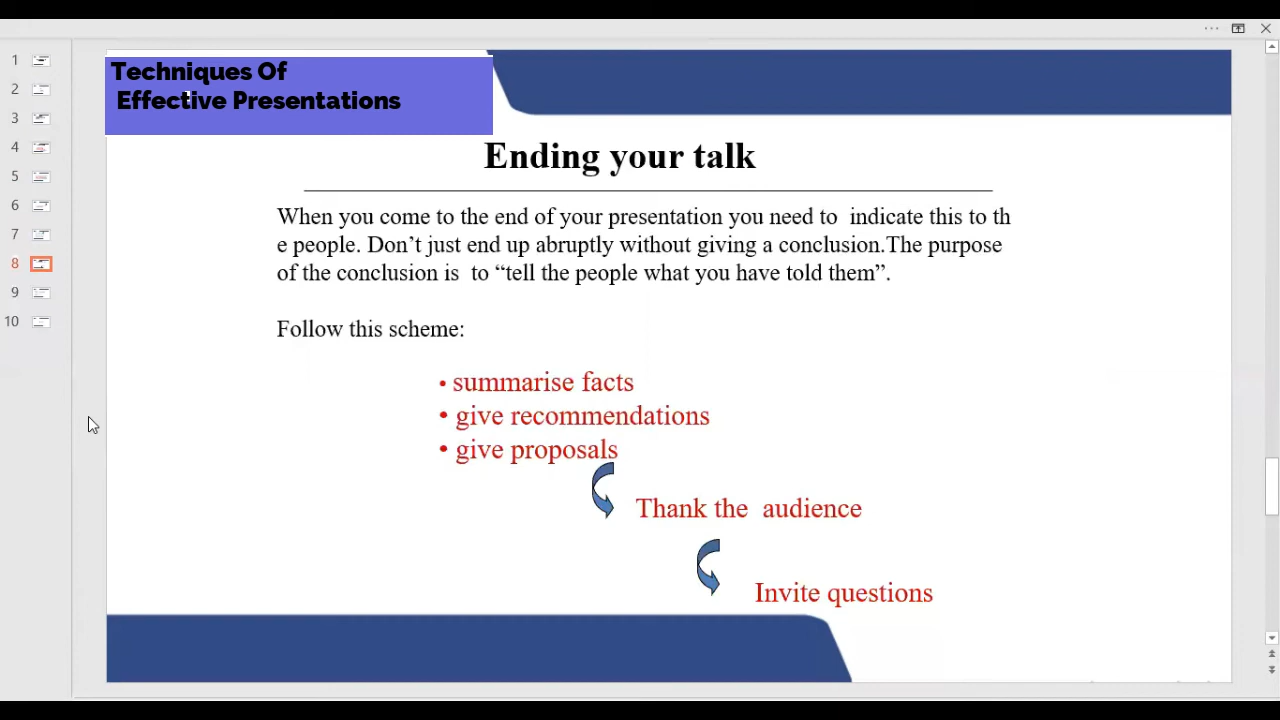 1
2
3
4
5
6
7
8
9
10
Techniques Of
Effective Presentations
Ending your talk
When you come to the end of your presentation you need to  indicate this to th
e people. Don’t just end up abruptly without giving a conclusion.The purpose
of the conclusion is  to “tell the people what you have told them”.
Follow this scheme:
• summarise facts
• give recommendations
• give proposals
Thank the  audience
Invite questions